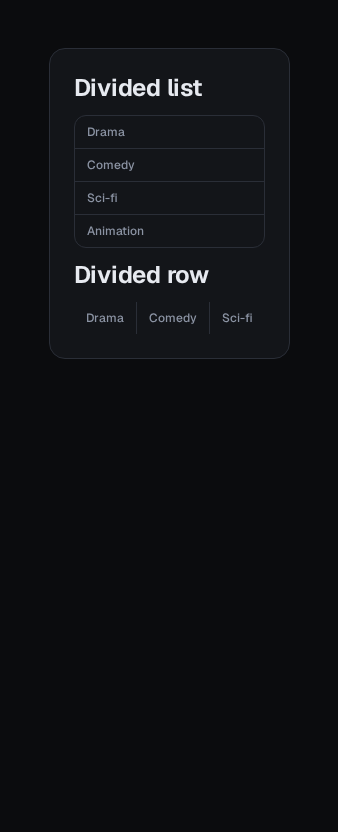 Divided list
Drama
Comedy
Sci-fi
Animation
Divided row
Drama Comedy Sci-fi